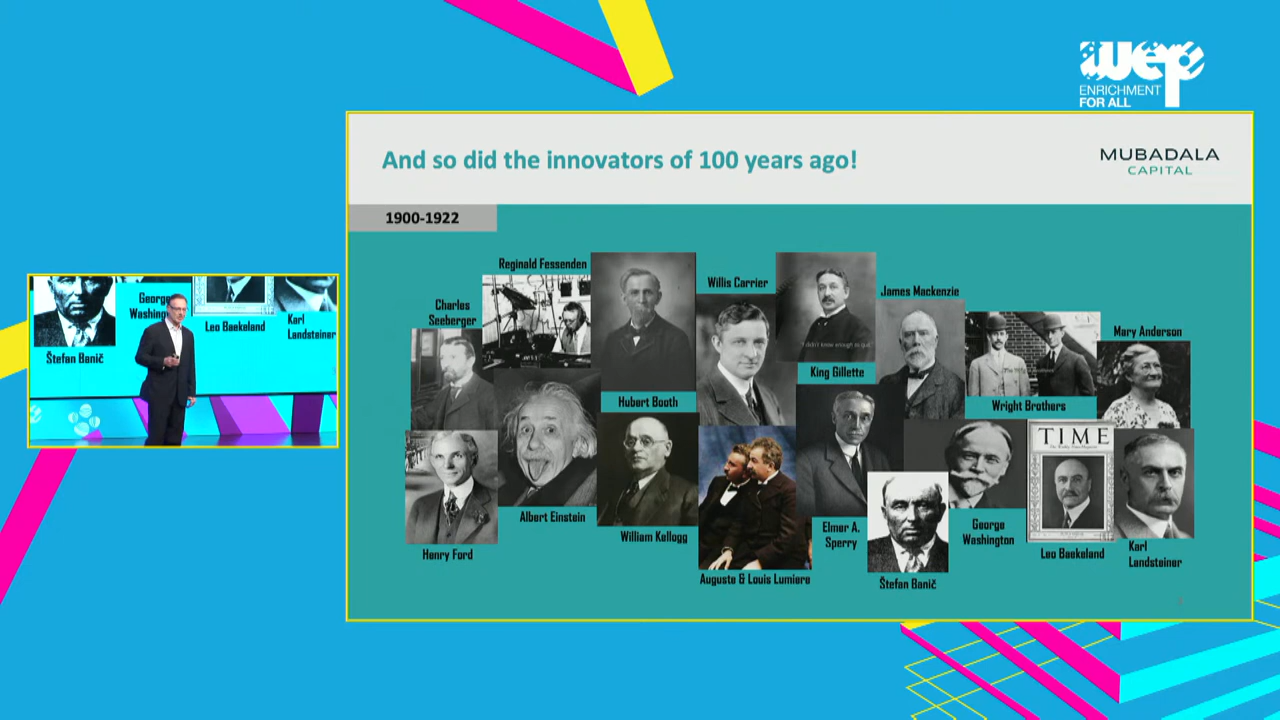 wep
ENRICHMENT
FOR ALL
And so did the innovators of 100 years ago!
MUBADALA
CAPITAL
1900-1922
Reginald Fessenden
Charles
Seeberger
Hubert Booth
Willis Carrier
King Gillette
James Mackenzie
Wright Brothers
Mary Anderson
Henry Ford
Albert Einstein
William Kellogg
Auguste & Louis Lumiere
Elmer A.
Sperry
Štefan Banič
George
Washington
TIME
Leo Baekeland
Karl
Landsteiner
Štefan Banič
George
Washing
Leo Baekeland
Karl
Landsteiner